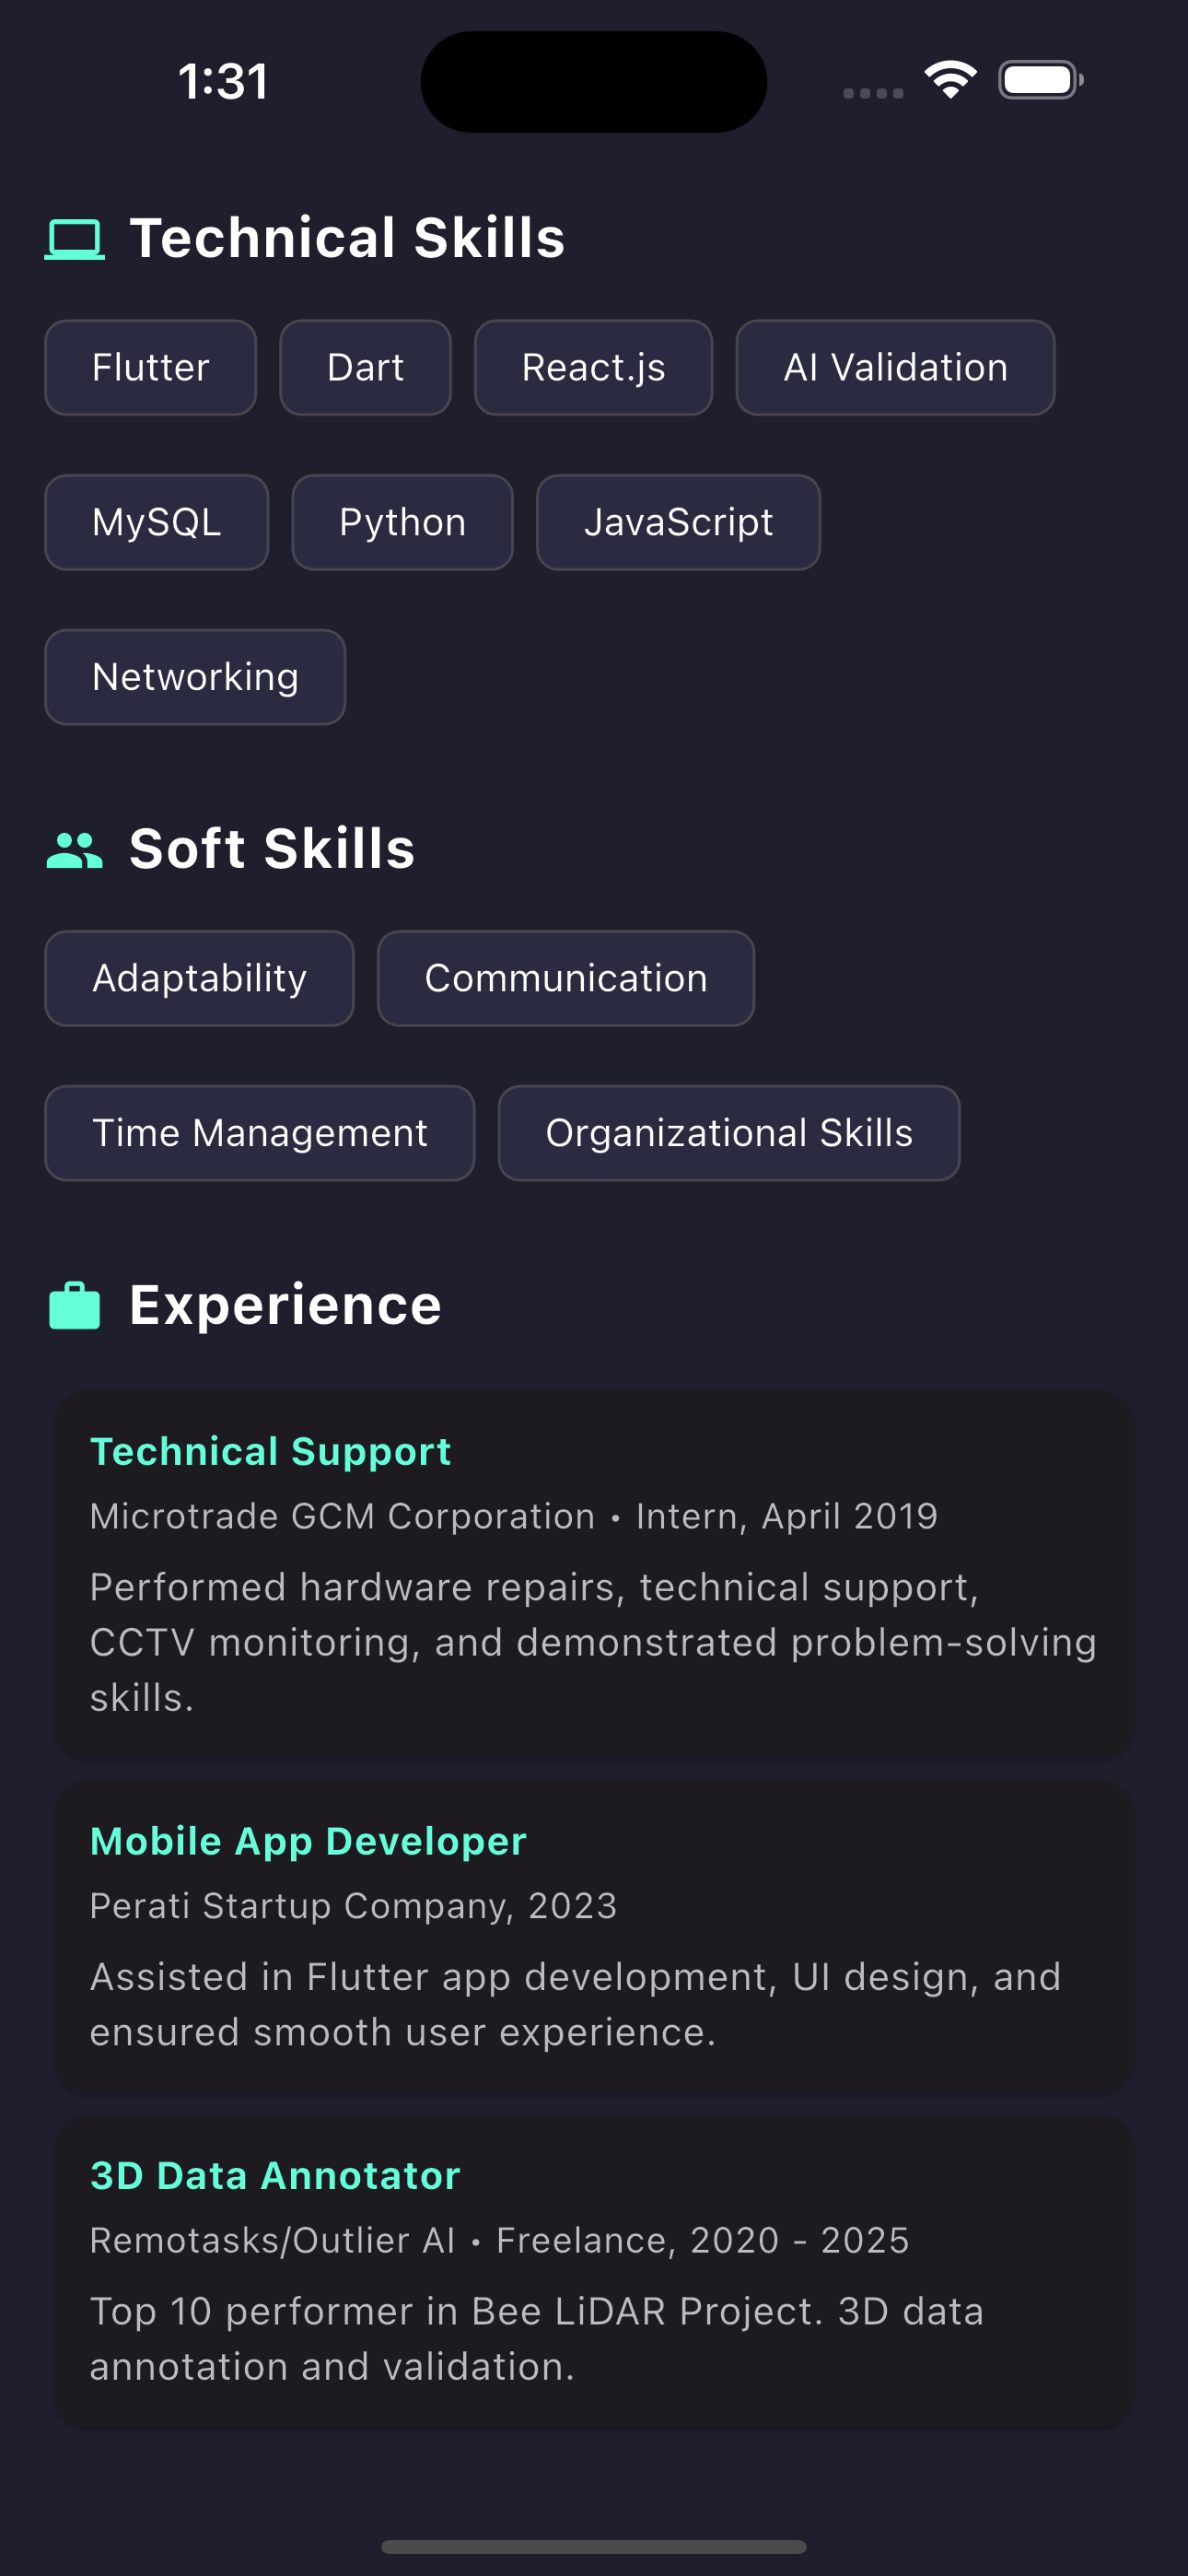 1:31
Technical Skills
Flutter Dart React.js AI Validation
MySQL Python JavaScript
Networking
Soft Skills
Adaptability Communication
Time Management Organizational Skills
Experience
Technical Support
Microtrade GCM Corporation • Intern, April 2019
Performed hardware repairs, technical support,
CCTV monitoring, and demonstrated problem-solving
skills.
Mobile App Developer
Perati Startup Company, 2023
Assisted in Flutter app development, UI design, and
ensured smooth user experience.
3D Data Annotator
Remotasks/Outlier AI • Freelance, 2020 - 2025
Top 10 performer in Bee LiDAR Project. 3D data
annotation and validation.